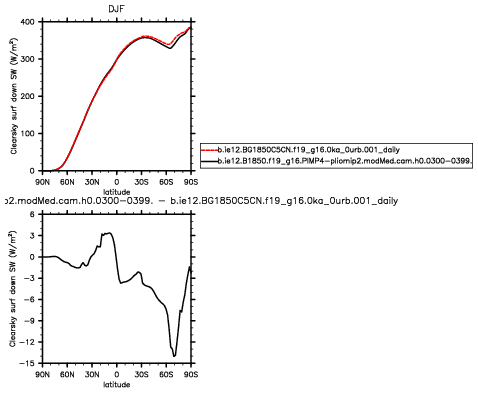 DJF
Clearsky surf down SW (W/m²)
400
300
200
100
0
90N 60N 30N 0 30S 60S 90S
latitude
b.ie12.BG1850C5CN.f19_g16.0ka_0urb.001_daily
b.ie12.B1850.f19_g16.PlMP4-pliomip2.modMed.cam.h0.0300-0399.
p2.modMed.cam.h0.0300-0399. - b.ie12.BG1850C5CN.f19_g16.0ka_0urb.001_daily
Clearsky surf down SW (W/m²)
6
3
0
-3
-6
-9
-12
-15
90N 60N 30N 0 30S 60S 90S
latitude